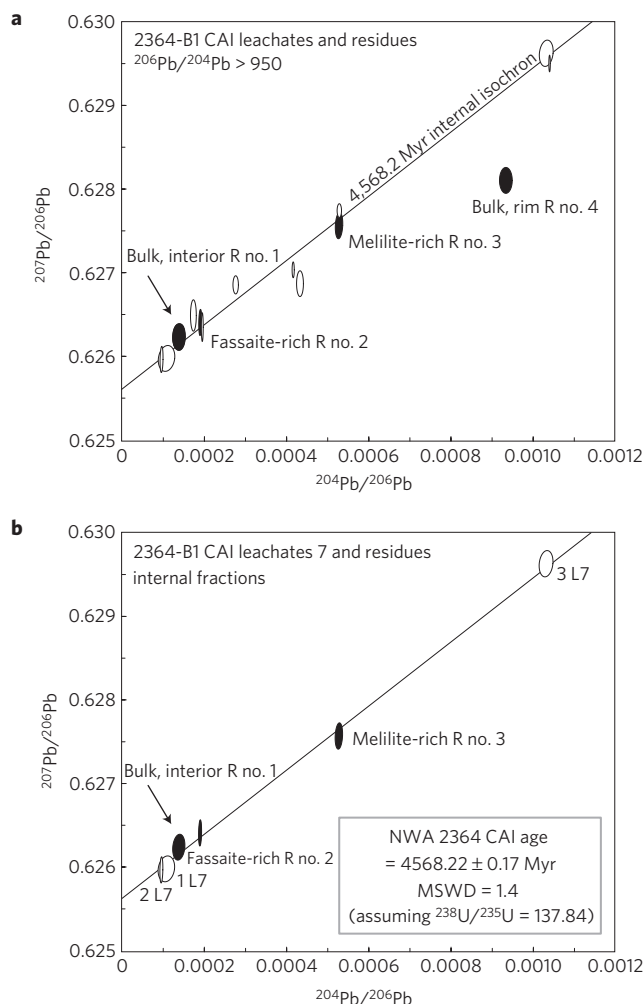 a
2364-B1 CAI leachates and residues
²⁰⁶Pb/²⁰⁴Pb > 950
4,568.2 Myr internal isochron
Bulk, rim R no. 4
Melilite-rich R no. 3
Bulk, interior R no. 1
Fassaite-rich R no. 2
0.630
0.629
0.628
0.627
0.626
0.625
²⁰⁷Pb/²⁰⁶Pb
0
0.0002
0.0004
0.0006
0.0008
0.0010
0.0012
²⁰⁴Pb/²⁰⁶Pb
b
2364-B1 CAI leachates 7 and residues
internal fractions
3 L7
Melilite-rich R no. 3
Bulk, interior R no. 1
Fassaite-rich R no. 2
1 L7
2 L7
NWA 2364 CAI age
= 4568.22 ± 0.17 Myr
MSWD = 1.4
(assuming ²³⁸U/²³⁵U = 137.84)
0.630
0.629
0.628
0.627
0.626
0.625
²⁰⁷Pb/²⁰⁶Pb
0
0.0002
0.0004
0.0006
0.0008
0.0010
0.0012
²⁰⁴Pb/²⁰⁶Pb